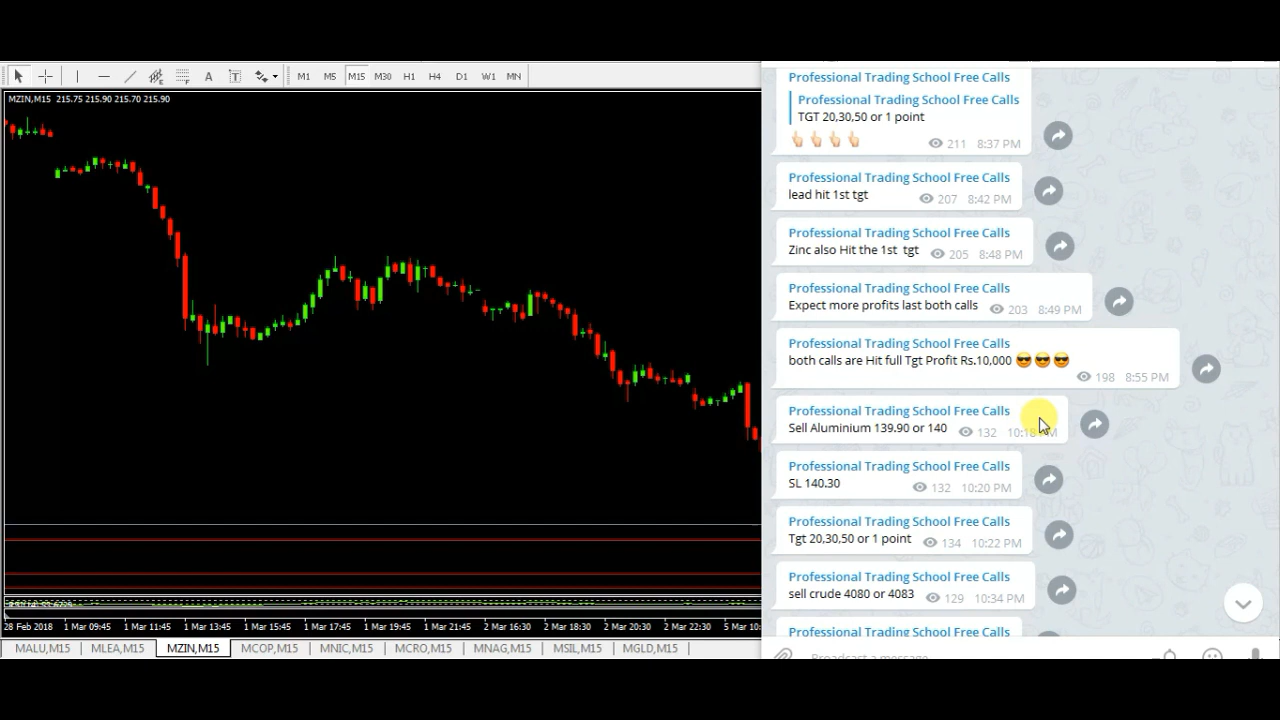 M1 M5 M15 M30 H1 H4 D1 W1 MN
A T
MZIN,M15 215.75 215.90 215.70 215.90
28 Feb 2018 1 Mar 09:45 1 Mar 11:45 1 Mar 13:45 1 Mar 15:45 1 Mar 17:45 1 Mar 19:45 1 Mar 21:45 2 Mar 16:30 2 Mar 18:30 2 Mar 20:30 2 Mar 22:30 5 Mar 10:
MALU,M15 MLEA,M15 MZIN,M15 MCOP,M15 MNIC,M15 MCRO,M15 MNAG,M15 MSIL,M15 MGLD,M15
Professional Trading School Free Calls
Professional Trading School Free Calls
TGT 20,30,50 or 1 point
👆🏻 👆🏻 👆🏻 👆🏻 211 8:37 PM
Professional Trading School Free Calls
lead hit 1st tgt 207 8:42 PM
Professional Trading School Free Calls
Zinc also Hit the 1st tgt 205 8:48 PM
Professional Trading School Free Calls
Expect more profits last both calls 203 8:49 PM
Professional Trading School Free Calls
both calls are Hit full Tgt Profit Rs.10,000 😎 😎 😎
198 8:55 PM
Professional Trading School Free Calls
Sell Aluminium 139.90 or 140 132
Professional Trading School Free Calls
SL 140.30 132 10:20 PM
Professional Trading School Free Calls
Tgt 20,30,50 or 1 point 134 10:22 PM
Professional Trading School Free Calls
sell crude 4080 or 4083 129 10:34 PM
Professional Trading School Free Calls
Broadcast a message